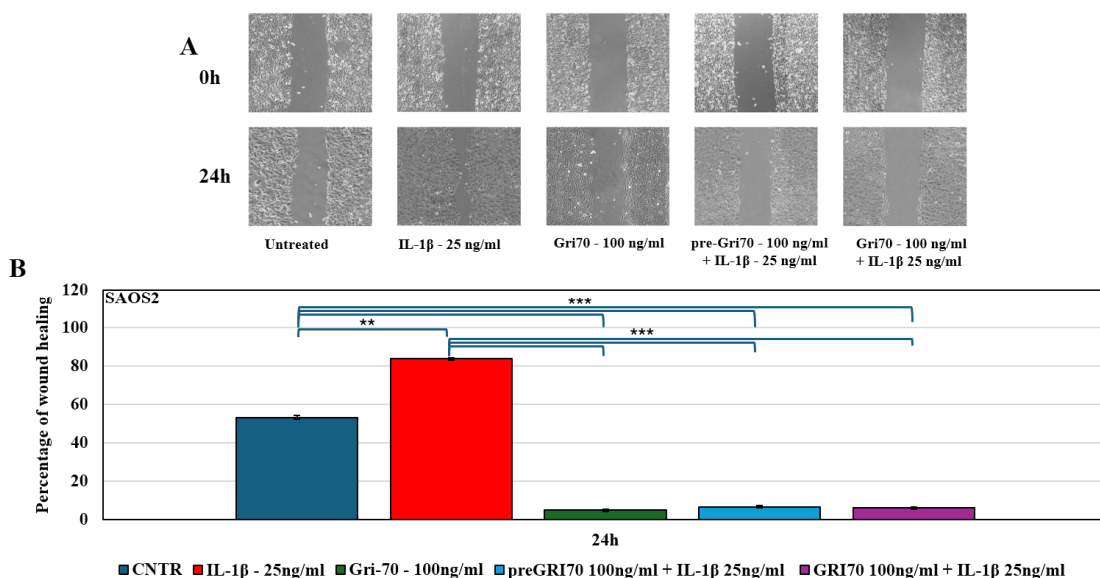 A
0h
24h
Untreated
IL-1β - 25 ng/ml
Gri70 - 100 ng/ml
pre-Gri70 - 100 ng/ml
+ IL-1β - 25 ng/ml
Gri70 - 100 ng/ml
+ IL-1β 25 ng/ml
B
Percentage of wound healing
120
100
80
60
40
20
0
SAOS2
***
**
***
24h
CNTR
IL-1β - 25ng/ml
Gri-70 - 100ng/ml
preGRI70 100ng/ml + IL-1β 25ng/ml
GRI70 100ng/ml + IL-1β 25ng/ml